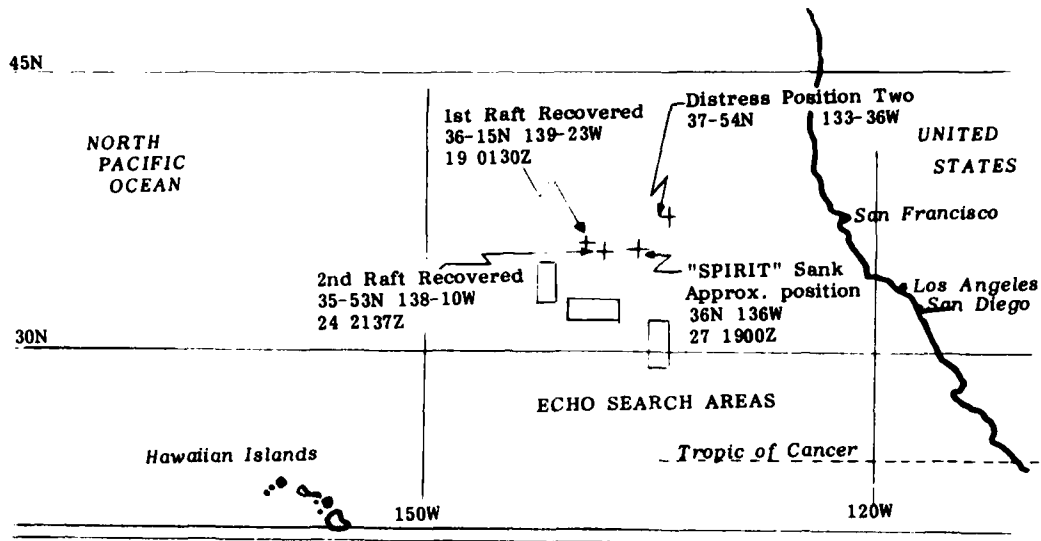 45N
NORTH
PACIFIC
OCEAN
1st Raft Recovered
36-15N 139-23W
19 0130Z
Distress Position Two
37-54N 133-36W
UNITED
STATES
San Francisco
2nd Raft Recovered
35-53N 138-10W
24 2137Z
"SPIRIT" Sank
Approx. position
36N 136W
27 1900Z
Los Angeles
San Diego
30N
ECHO SEARCH AREAS
Tropic of Cancer
Hawaiian Islands
150W
120W